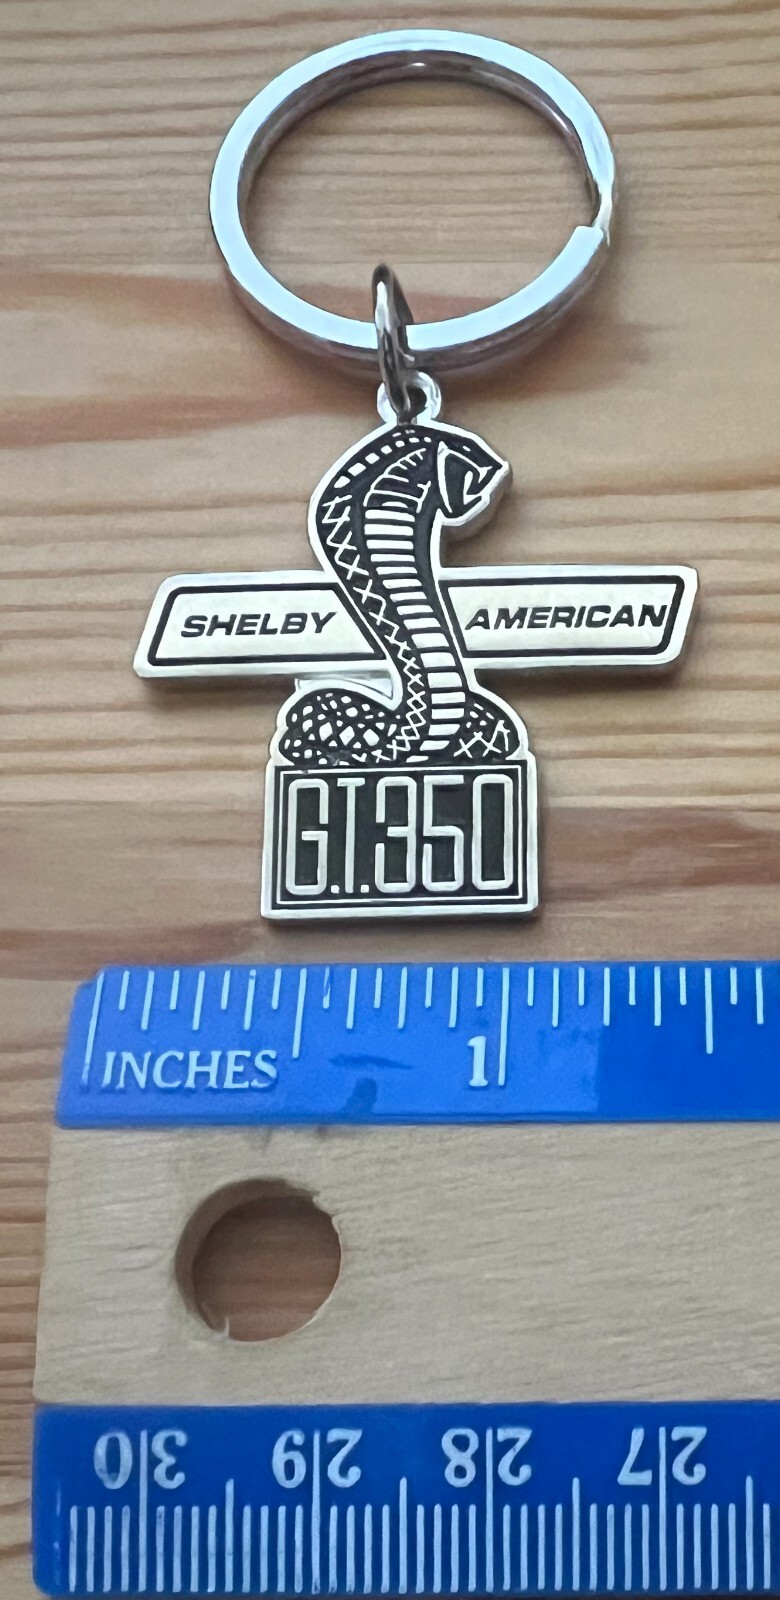 SHELBY AMERICAN
G.T.350
INCHES 1
30 29 28 27